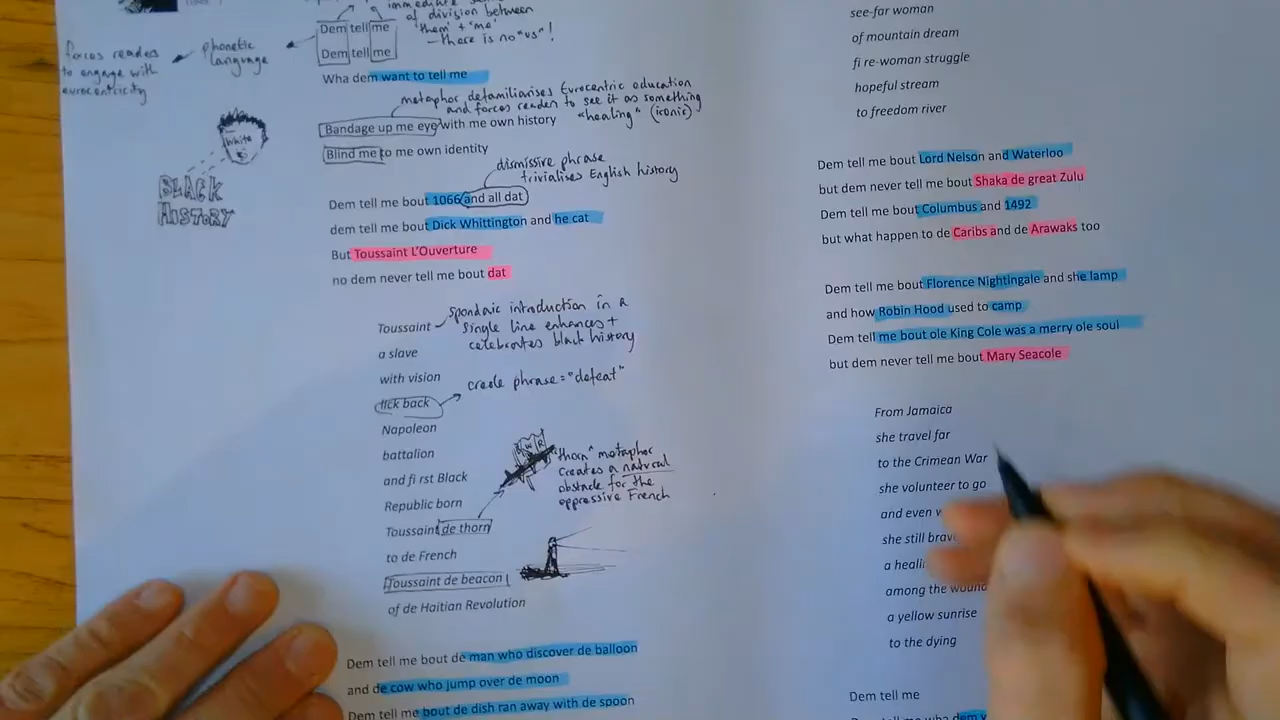 immediate
of division between
"them" + "me"
- there is no "us"!
Dem tell me
Dem tell me
Wha dem want to tell me
phonetic
language
forces readers
to engage with
eurocentricity
metaphor defamiliarises Eurocentric education
and forces reader to see it as something
"healing" (ironic)
Bandage up me eye with me own history
Blind me to me own identity
White
BLACK
HISTORY
dismissive phrase
trivialises English history
Dem tell me bout 1066 and all dat
dem tell me bout Dick Whittington and he cat
But Toussaint L'Ouverture
no dem never tell me bout dat
Toussaint
a slave
with vision
lick back
Napoleon
battalion
and fi rst Black
Republic born
Toussaint de thorn
to de French
Toussaint de beacon
of de Haitian Revolution
spondaic introduction in a
single line enhances +
celebrates black history
creole phrase = "defeat"
"thorn" metaphor
creates a natural
obstacle for the
oppressive French
Dem tell me bout de man who discover de balloon
and de cow who jump over de moon
Dem tell me bout de dish ran away with de spoon
see-far woman
of mountain dream
fi re-woman struggle
hopeful stream
to freedom river
Dem tell me bout Lord Nelson and Waterloo
but dem never tell me bout Shaka de great Zulu
Dem tell me bout Columbus and 1492
but what happen to de Caribs and de Arawaks too
Dem tell me bout Florence Nightingale and she lamp
and how Robin Hood used to camp
Dem tell me bout ole King Cole was a merry ole soul
but dem never tell me bout Mary Seacole
From Jamaica
she travel far
to the Crimean War
she volunteer to go
and even
she still
a
among the
a yellow sunrise
to the dying
Dem tell me